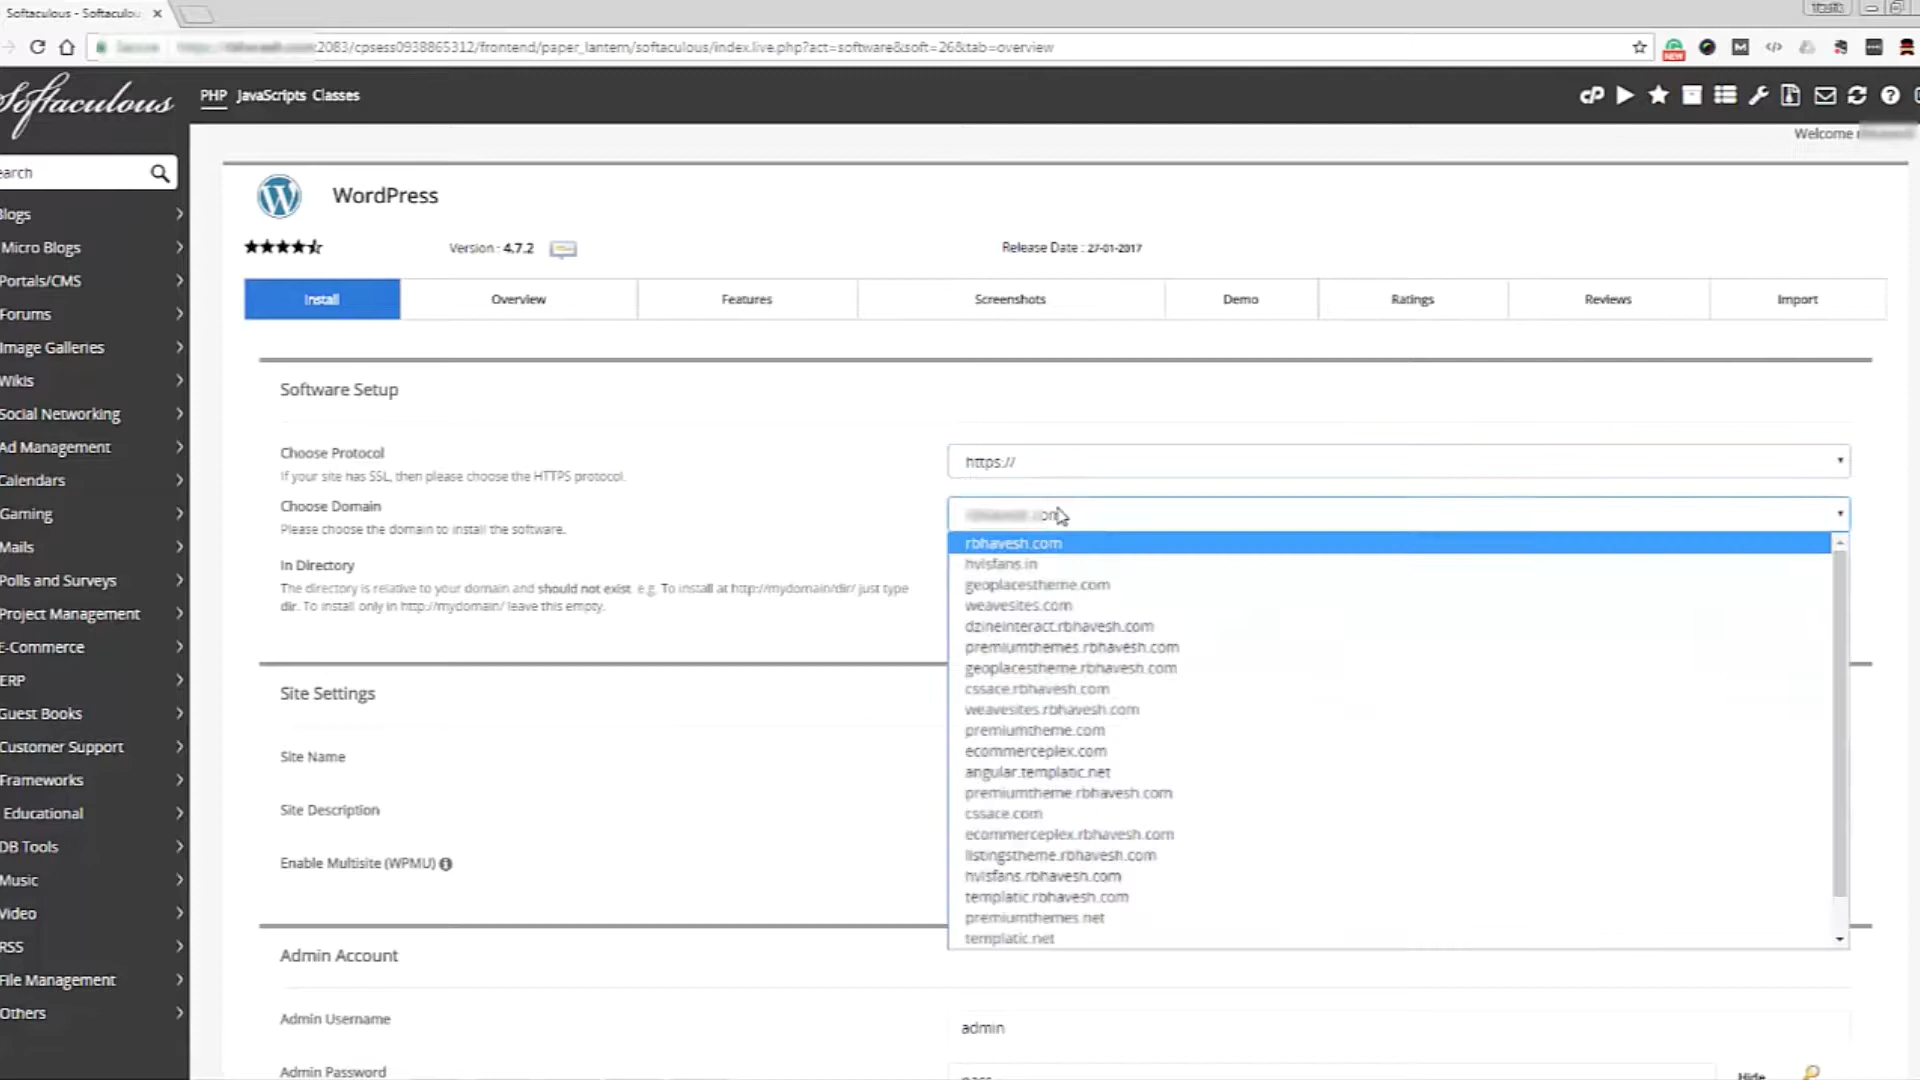 Softaculous - Softaculou
:2083/cpsess0938865312/frontend/paper_lantern/softaculous/index.live.php?act=software&soft=26&tab=overview
NEW
Softaculous
PHP JavaScripts Classes
Welcome
earch
Blogs
Micro Blogs
Portals/CMS
Forums
Image Galleries
Wikis
Social Networking
Ad Management
Calendars
Gaming
Mails
Polls and Surveys
Project Management
E-Commerce
ERP
Guest Books
Customer Support
Frameworks
Educational
DB Tools
Music
Video
RSS
File Management
Others
WordPress
Version : 4.7.2
Release Date : 27-01-2017
Install Overview Features Screenshots Demo Ratings Reviews Import
Software Setup
Choose Protocol
If your site has SSL, then please choose the HTTPS protocol.
https://
Choose Domain
Please choose the domain to install the software.
In Directory
The directory is relative to your domain and should not exist. e.g. To install at http://mydomain/dir/ just type
dir. To install only in http://mydomain/ leave this empty.
rbhavesh.com
hvlsfans.in
geoplacestheme.com
weavesites.com
dzineinteract.rbhavesh.com
premiumthemes.rbhavesh.com
geoplacestheme.rbhavesh.com
cssace.rbhavesh.com
weavesites.rbhavesh.com
premiumtheme.com
ecommerceplex.com
angular.templatic.net
premiumtheme.rbhavesh.com
cssace.com
ecommerceplex.rbhavesh.com
listingstheme.rbhavesh.com
hvlsfans.rbhavesh.com
templatic.rbhavesh.com
premiumthemes.net
templatic.net
Site Settings
Site Name
Site Description
Enable Multisite (WPMU)
Admin Account
Admin Username
admin
Admin Password
pass
Hide